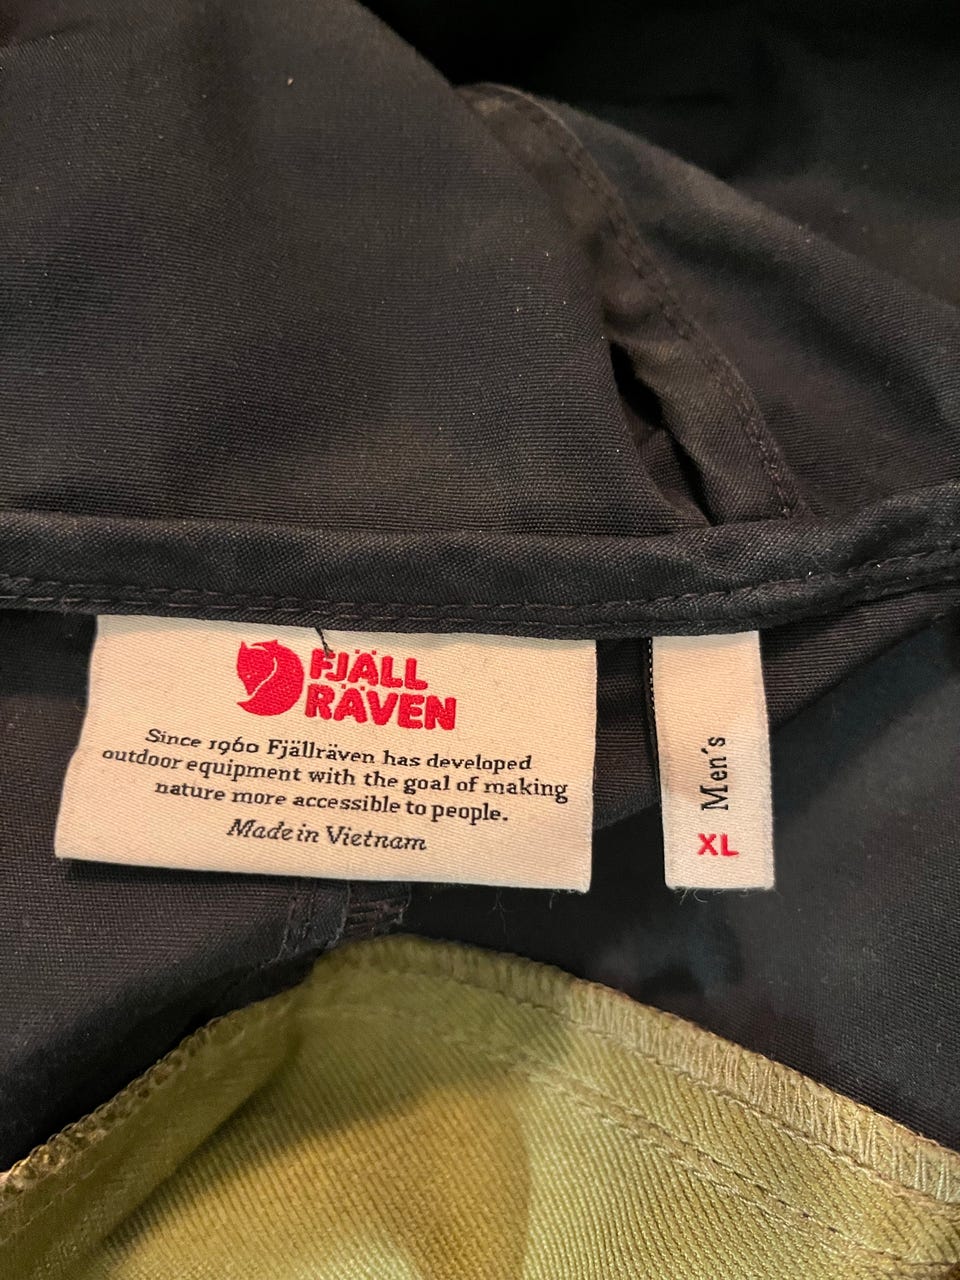 FJÄLL
RÄVEN
Since 1960 Fjällräven has developed
outdoor equipment with the goal of making
nature more accessible to people.
Made in Vietnam
Men´s
XL